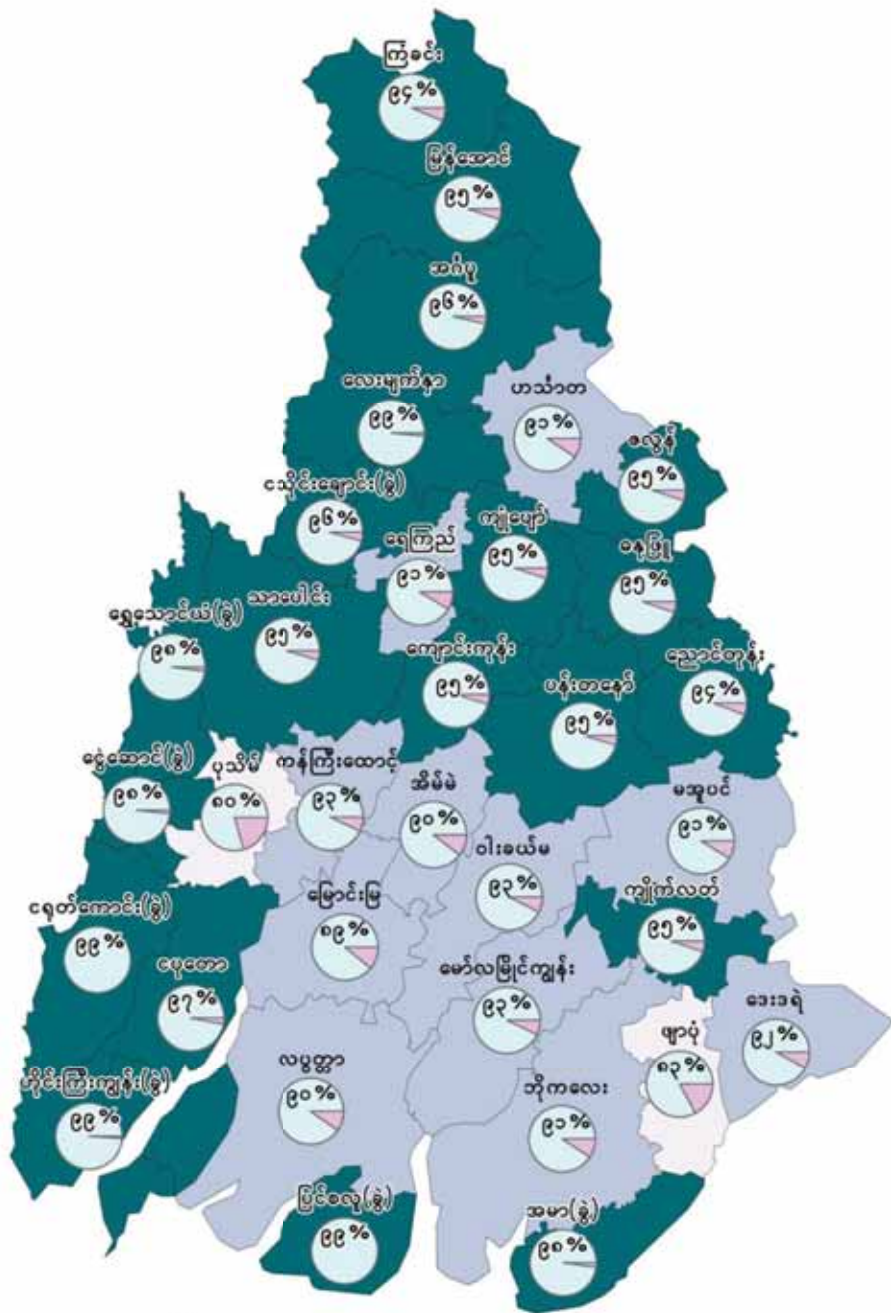 ကြံခင်း
၉၄%
မြန်အောင်
၉၅%
အင်္ဂပူ
၉၆%
လေးမျက်နှာ
၉၉%
ဟင်္သာတ
၉၁%
ဇလွန်
၉၅%
ငသိုင်းချောင်း(ခွဲ)
၉၆%
ရေကြည်
၉၁%
ကျုံပျော်
၉၅%
ဓနုဖြူ
၉၅%
ရွှေသောင်ယံ(ခွဲ)
၉၈%
သာပေါင်း
၉၅%
ကျောင်းကုန်း
၉၅%
ပန်းတနော်
၉၅%
ညောင်တုန်း
၉၄%
ငွေဆောင်(ခွဲ)
၉၈%
ပုသိမ်
၈၀%
ကန်ကြီးထောင့်
၉၃%
အိမ်မဲ
၉၀%
ဝါးခယ်မ
၉၃%
မအူပင်
၉၁%
ငရုတ်ကောင်း(ခွဲ)
၉၉%
မြောင်းမြ
၈၉%
ကျိုက်လတ်
၉၅%
ငပုတော
၉၇%
မော်လမြိုင်ကျွန်း
၉၃%
ဖျာပုံ
၈၃%
ဒေးဒရဲ
၉၂%
ဟိုင်းကြီးကျွန်း(ခွဲ)
၉၉%
လပွတ္တာ
၉၀%
ဘိုကလေး
၉၁%
ပြင်စလူ(ခွဲ)
၉၉%
အမာ(ခွဲ)
၉၈%